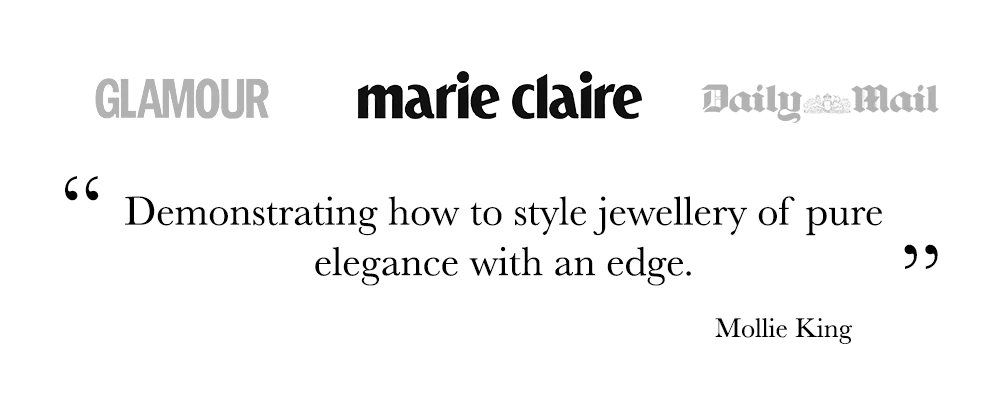 GLAMOUR
marie claire
Daily Mail
“ Demonstrating how to style jewellery of pure
elegance with an edge. ”
Mollie King